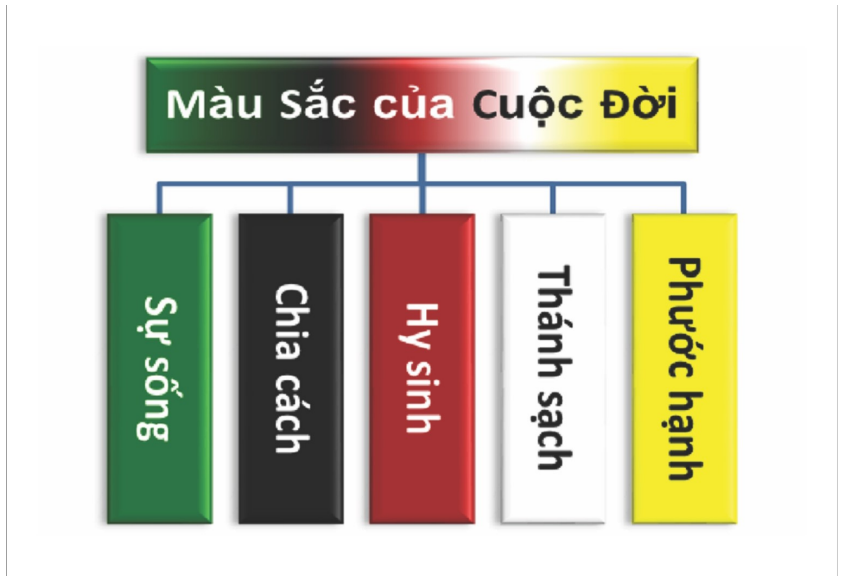 Màu Sắc của Cuộc Đời
Sự sống
Chia cách
Hy sinh
Thánh sạch
Phước hạnh